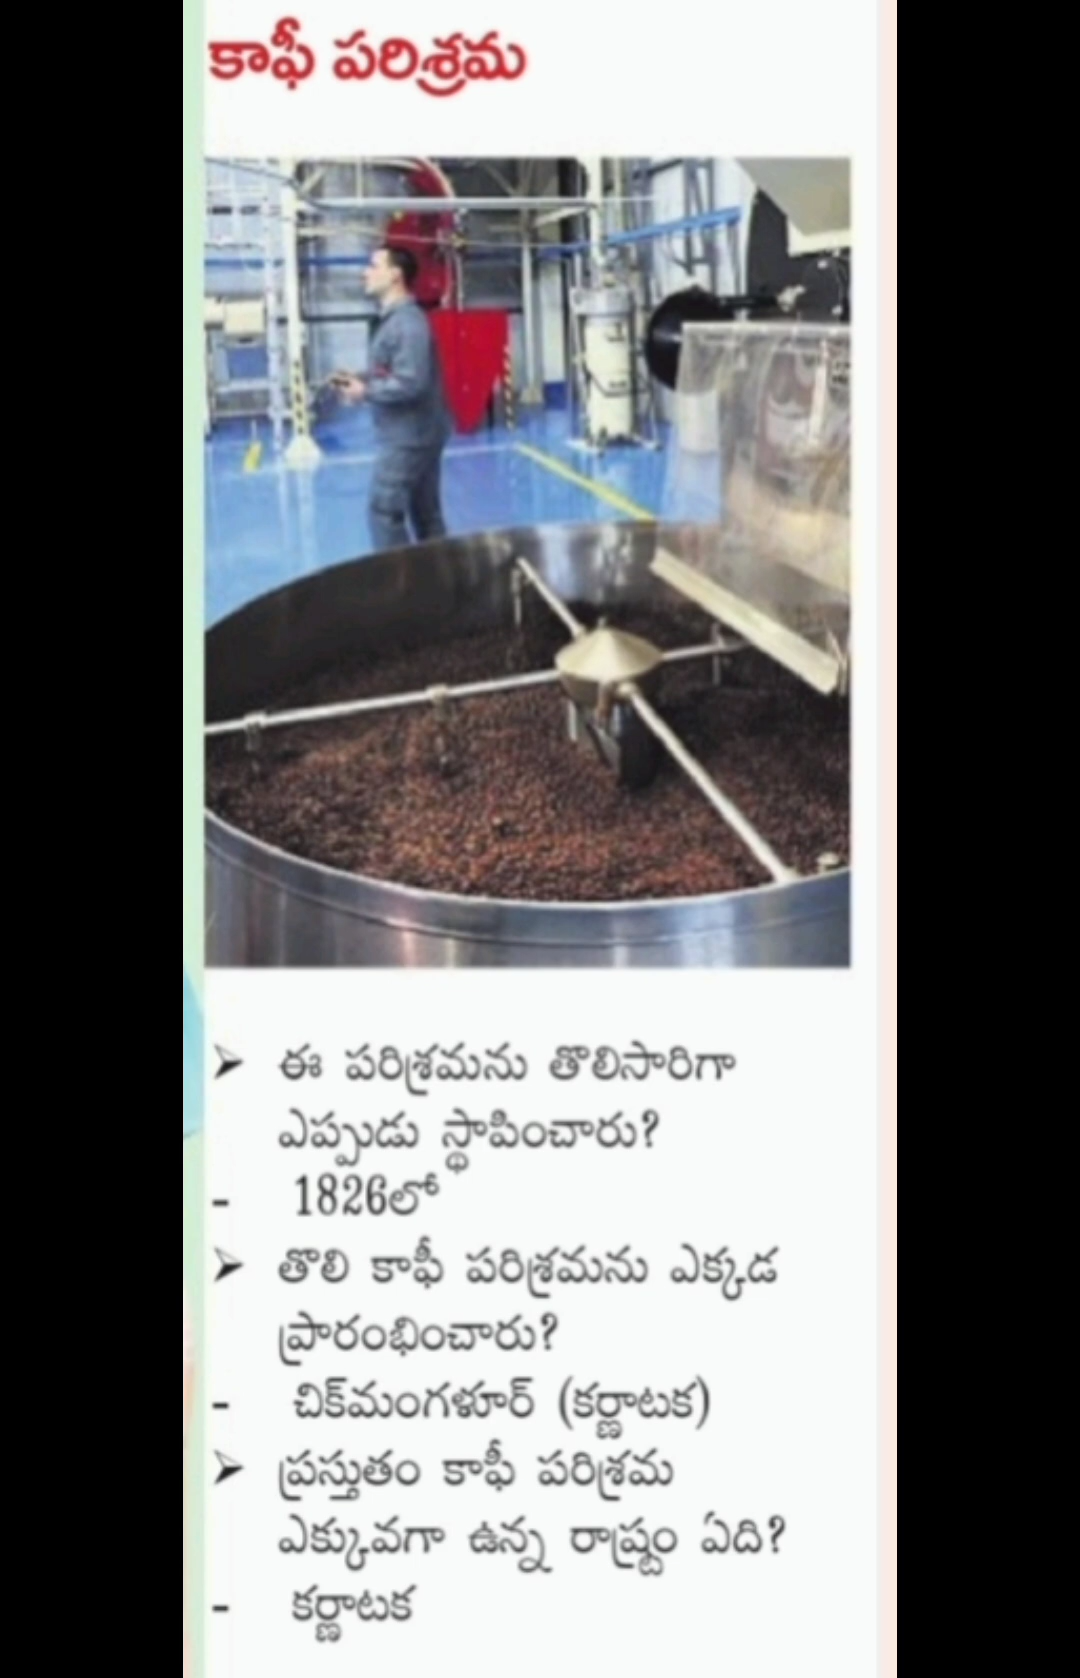 కాఫీ పరిశ్రమ
➢ ఈ పరిశ్రమను తొలిసారిగా
ఎప్పుడు స్థాపించారు?
- 1826లో
➢ తొలి కాఫీ పరిశ్రమను ఎక్కడ
ప్రారంభించారు?
- చిక్‌మంగళూర్ (కర్ణాటక)
➢ ప్రస్తుతం కాఫీ పరిశ్రమ
ఎక్కువగా ఉన్న రాష్ట్రం ఏది?
- కర్ణాటక